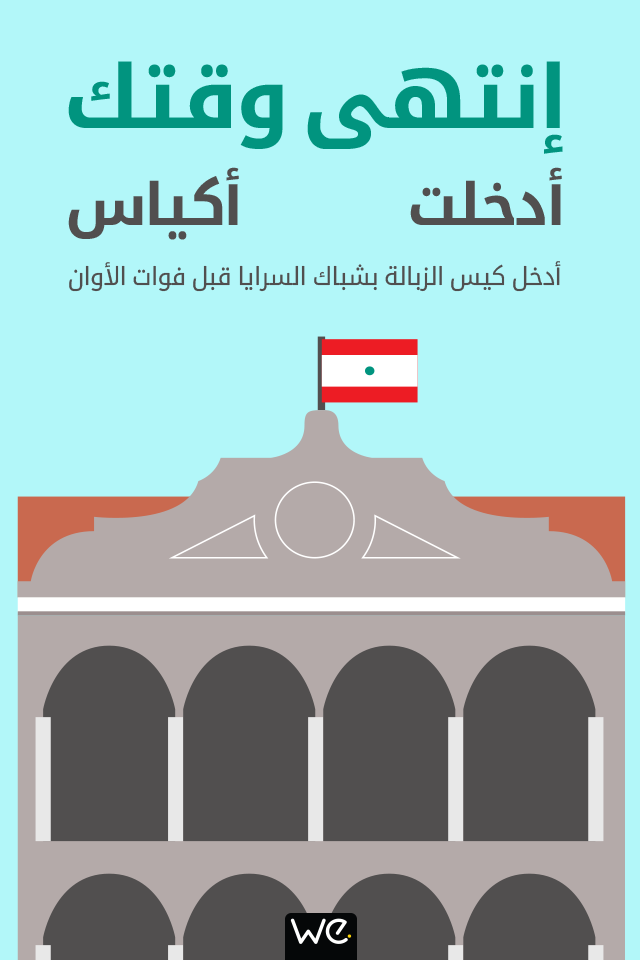 إنتهى وقتك
أدخلت أكياس
أدخل كيس الزبالة بشباك السرايا قبل فوات الأوان
we.